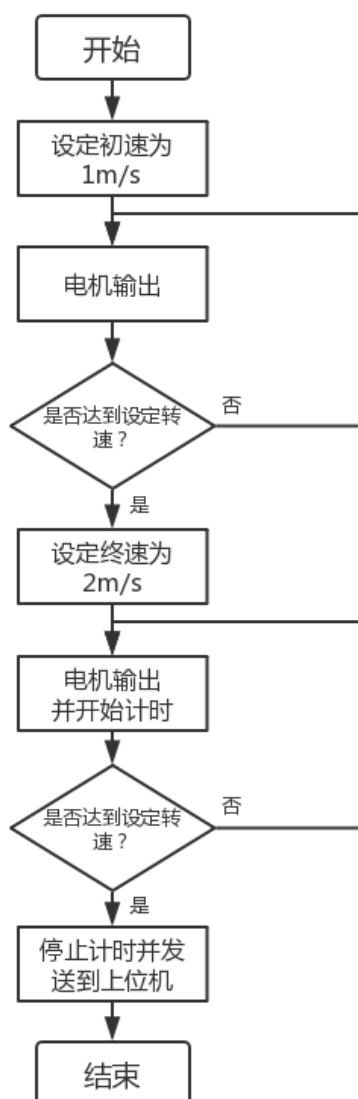 开始
设定初速为
1m/s
电机输出
是否达到设定转
速？
否
是
设定终速为
2m/s
电机输出
并开始计时
是否达到设定转
速？
否
是
停止计时并发
送到上位机
结束